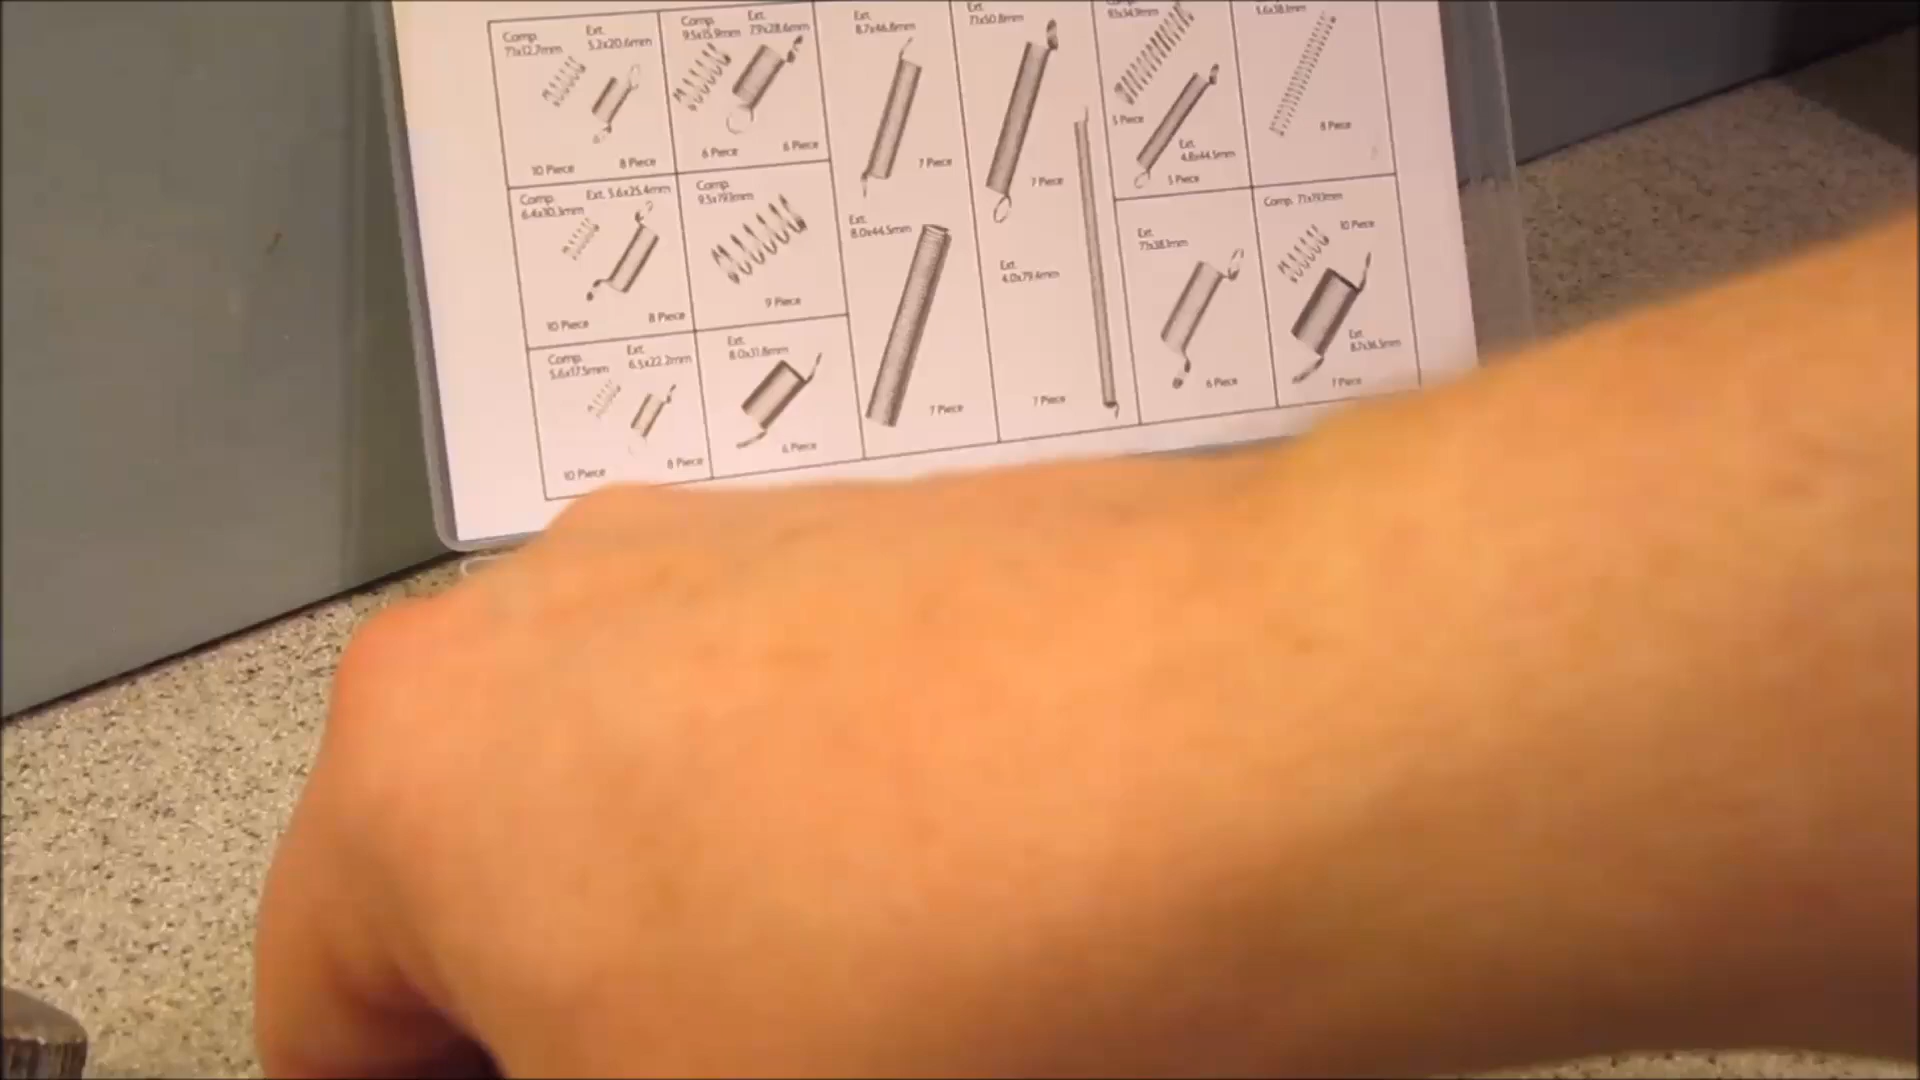 Comp.
7.1x12.7mm
Ext.
5.2x20.6mm
10 Piece
8 Piece
Comp.
9.5x15.9mm
Ext.
7.9x28.6mm
6 Piece
6 Piece
Ext.
8.7x46.8mm
7 Piece
Ext.
7.1x50.8mm
7 Piece
5 Piece
Ext.
4.8x44.5mm
5 Piece
8 Piece
Comp.
6.4x10.3mm
Ext. 5.6x25.4mm
10 Piece
8 Piece
Comp.
9.5x19.1mm
9 Piece
Ext.
8.0x44.5mm
7 Piece
Ext.
4.0x79.4mm
7 Piece
Ext.
7.1x38.1mm
6 Piece
Comp. 7.1x19.1mm
10 Piece
Ext.
8.7x36.5mm
7 Piece
Comp.
5.6x17.5mm
Ext.
6.5x22.2mm
10 Piece
8 Piece
Ext.
8.0x31.8mm
6 Piece